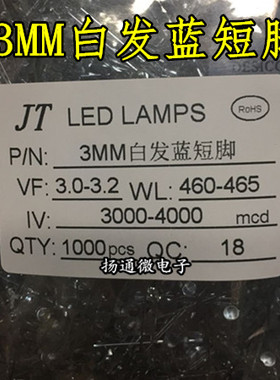 3MM白发蓝短脚
JT LED LAMPS RoHS
P/N: 3MM白发蓝短脚
VF: 3.0-3.2 WL: 460-465
IV: 3000-4000 mcd
QTY: 1000pcs QC: 18
扬通微电子